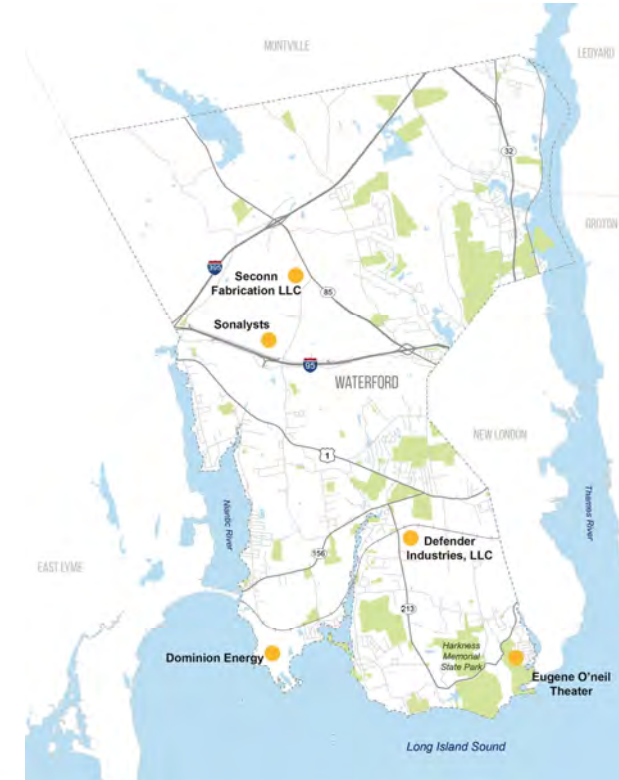 MONTVILLE
LEDYARD
32
GROTON
395
Seconn
Fabrication LLC
85
Sonalysts
95
WATERFORD
NEW LONDON
1
Niantic River
Thames River
Defender
Industries, LLC
156
EAST LYME
213
Harkness
Memorial
State Park
Dominion Energy
Eugene O'neil
Theater
Long Island Sound